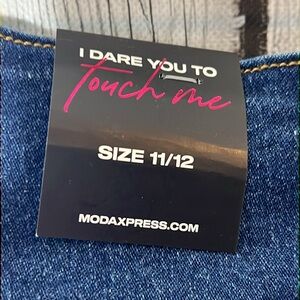 I DARE YOU TO
Touch me
SIZE 11/12
MODAXPRESS.COM